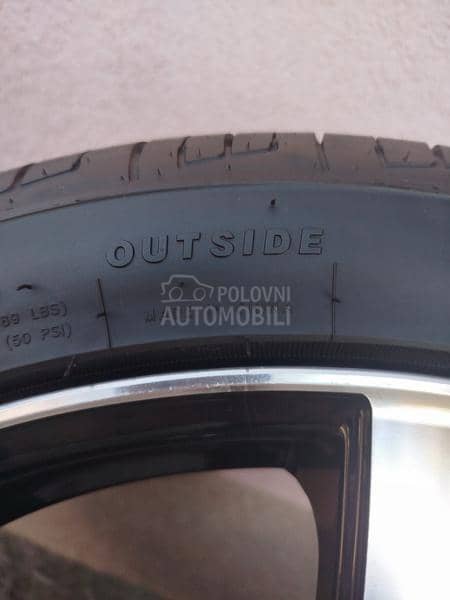 OUTSIDE
POLOVNI
AUTOMOBILI
89 LBS)
(50 PSI)